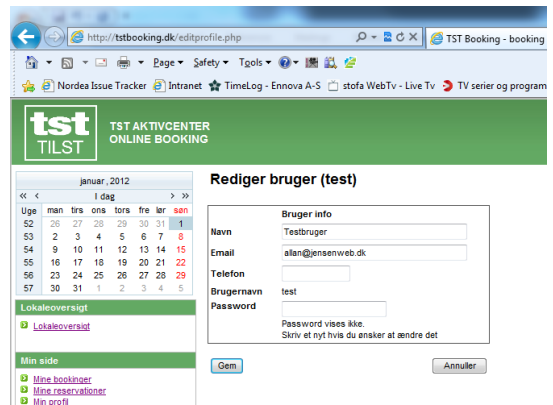 http://tstbooking.dk/editprofile.php
TST Booking - booking
Page Safety Tools
Nordea Issue Tracker Intranet TimeLog - Ennova A-S stofa WebTv - Live Tv TV serier og program
tst
TILST
TST AKTIVCENTER
ONLINE BOOKING
januar, 2012
« ‹ I dag › »
Uge man tirs ons tors fre lør søn
52 26 27 28 29 30 31 1
53 2 3 4 5 6 7 8
54 9 10 11 12 13 14 15
55 16 17 18 19 20 21 22
56 23 24 25 26 27 28 29
57 30 31 1 2 3 4 5
Lokaleoversigt
Lokaleoversigt
Min side
Mine bookinger
Mine reservationer
Min profil
Rediger bruger (test)
Bruger info
Navn Testbruger
Email allan@jensenweb.dk
Telefon
Brugernavn test
Password
Password vises ikke.
Skriv et nyt hvis du ønsker at ændre det
Gem Annuller